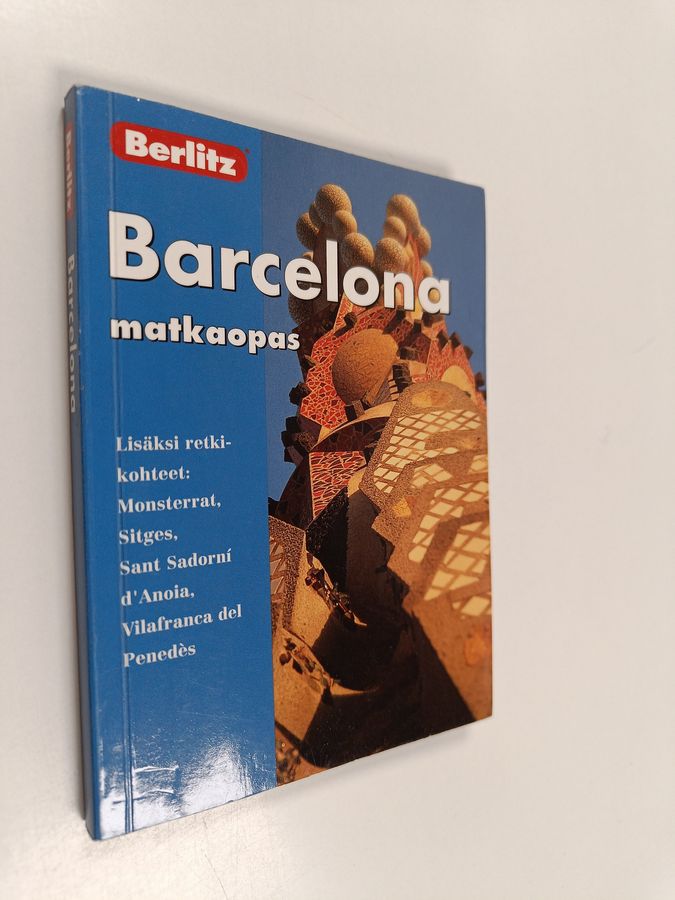 Berlitz
Barcelona
matkaopas
Lisäksi retki-
kohteet:
Monsterrat,
Sitges,
Sant Sadorní
d'Anoia,
Vilafranca del
Penedès
Berlitz
Barcelona